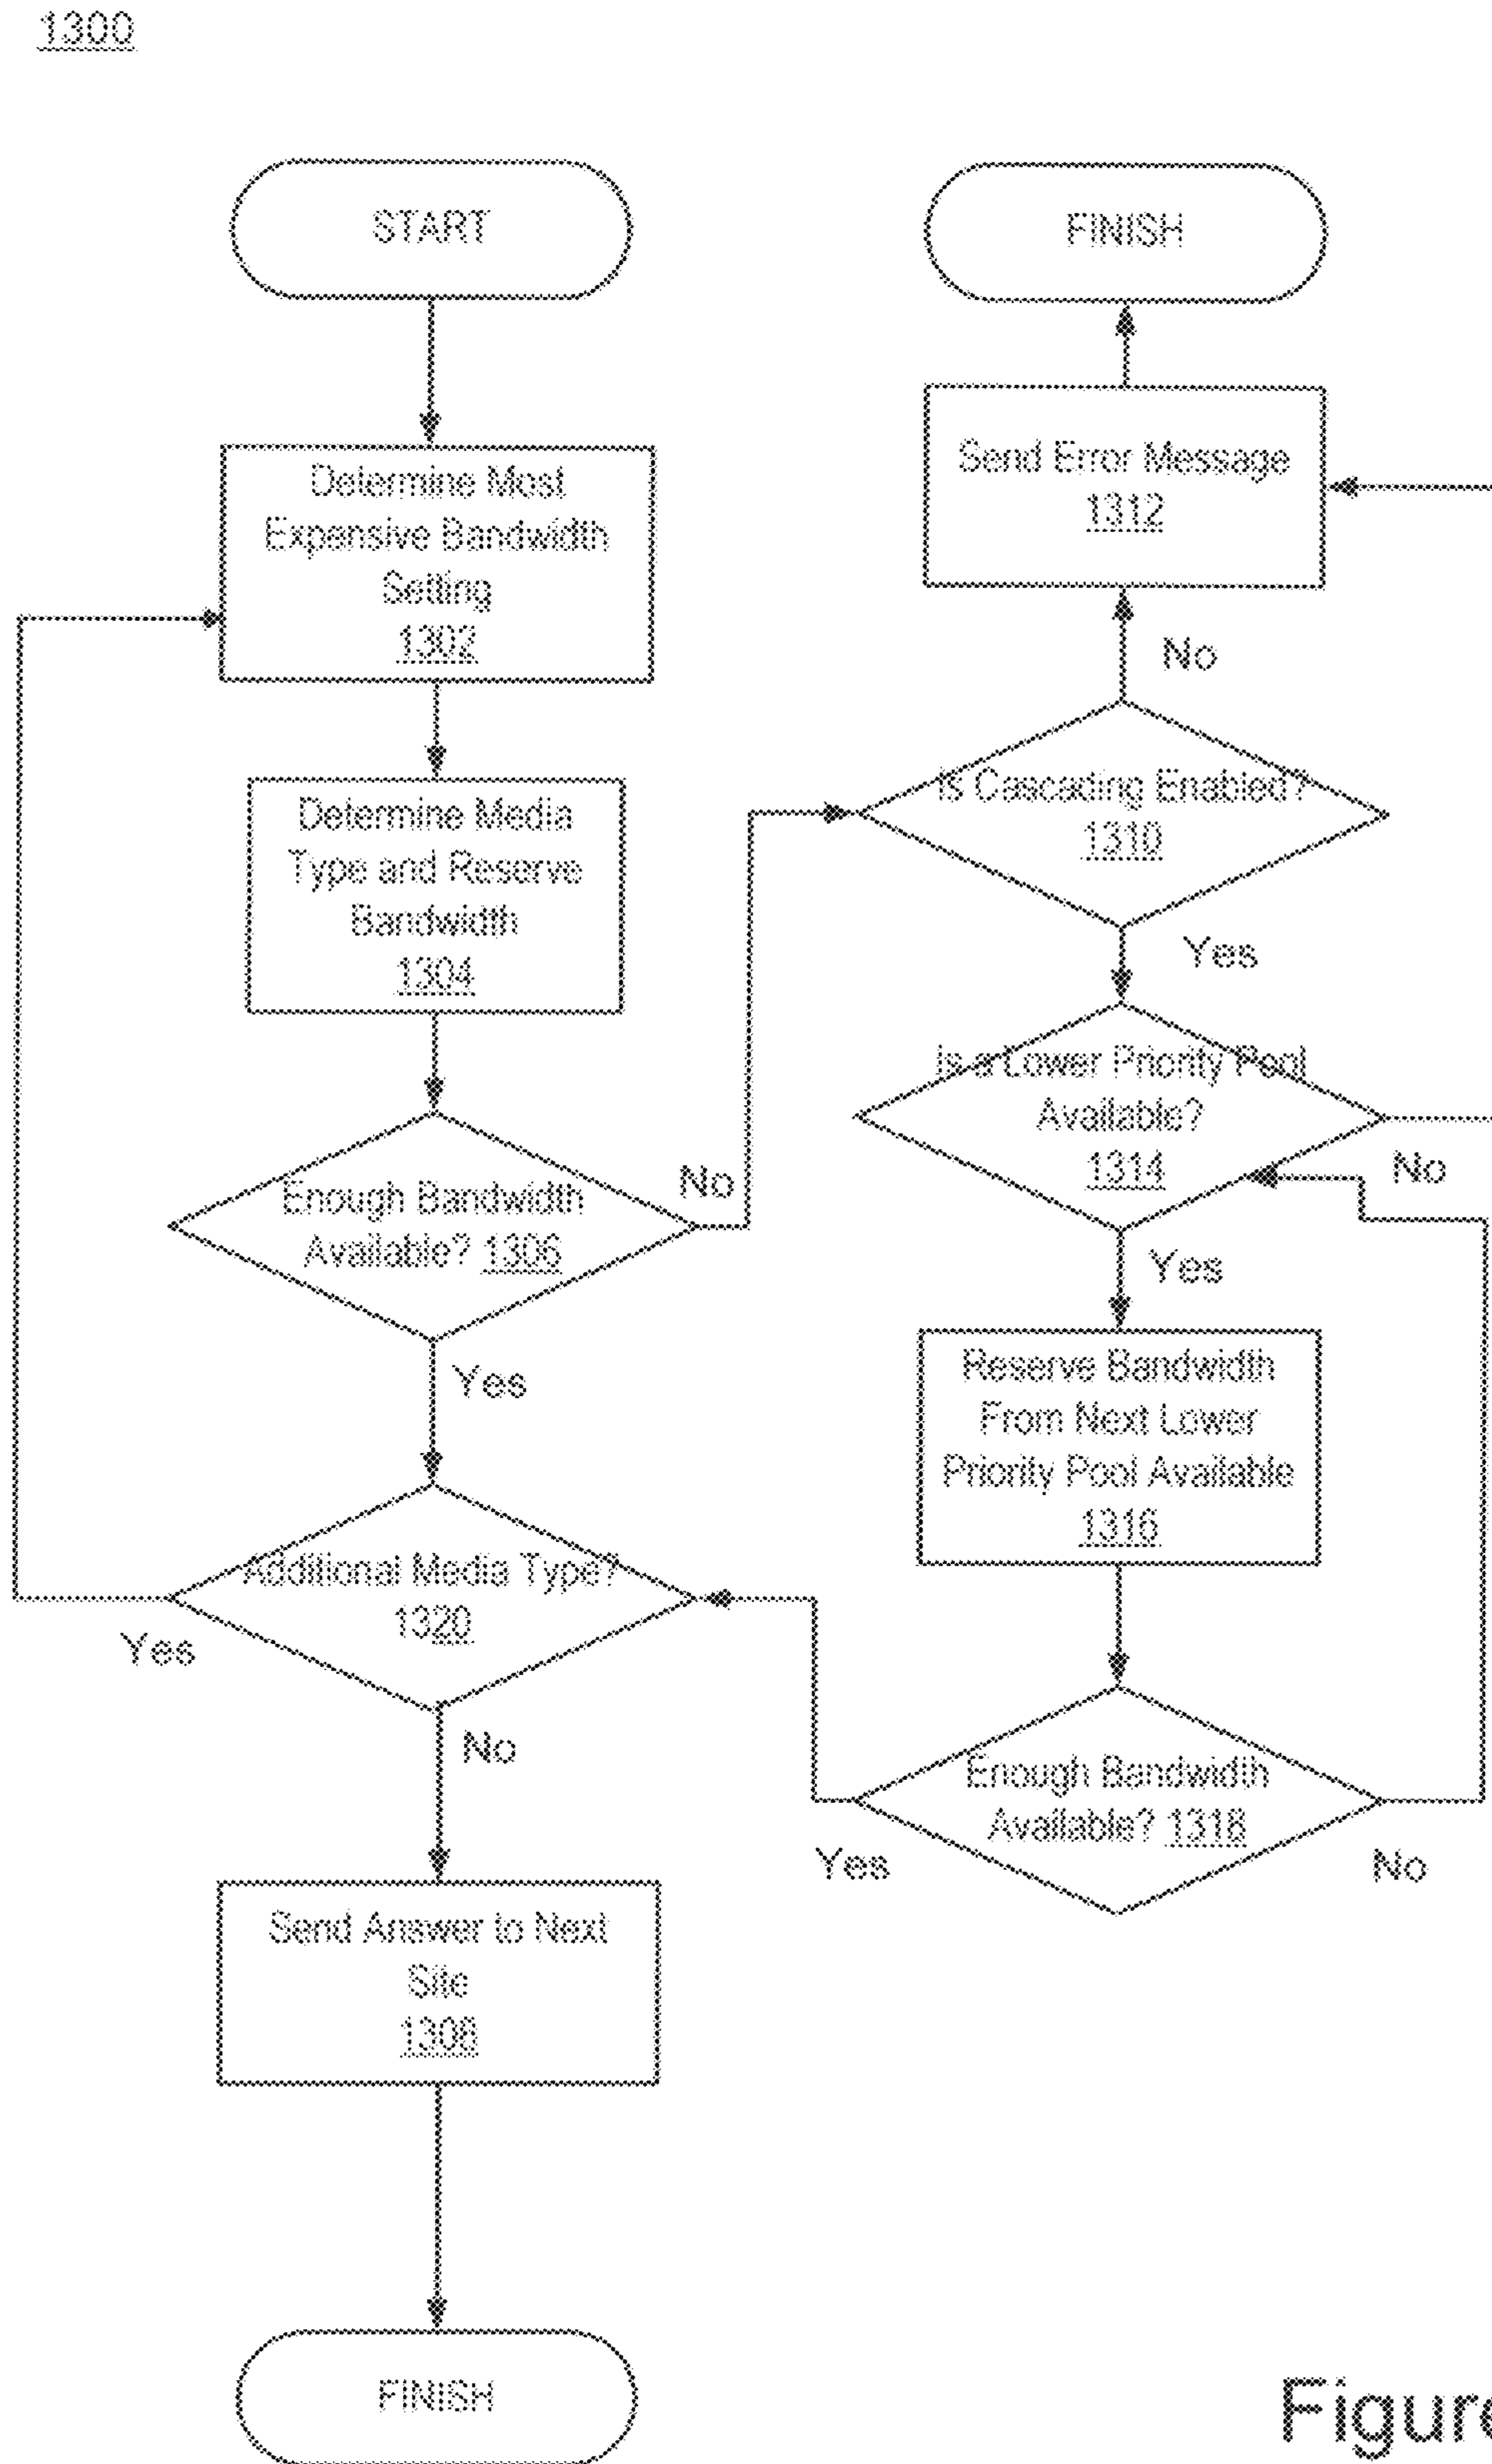 1300
START
Determine Most
Expensive Bandwidth
Setting
1302
Determine Media
Type and Reserve
Bandwidth
1304
Enough Bandwidth
Available? 1306
No
Yes
Additional Media Type?
1320
Yes
No
Send Answer to Next
Site
1308
FINISH
FINISH
Send Error Message
1312
No
Is Cascading Enabled?
1310
Yes
Is a Lower Priority Pool
Available?
1314
No
Yes
Reserve Bandwidth
From Next Lower
Priority Pool Available
1316
Enough Bandwidth
Available? 1318
Yes
No
Figure